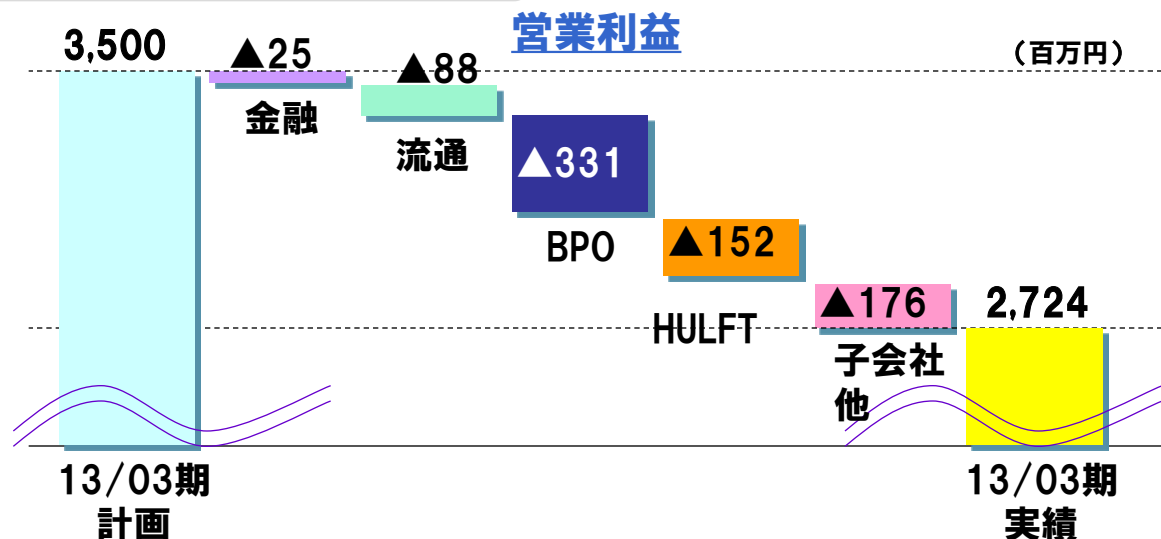 営業利益
（百万円）
3,500
▲25
金融
▲88
流通
△331
BPO
▲152
HULFT
▲176
子会社
他
2,724
13/03期
計画
13/03期
実績